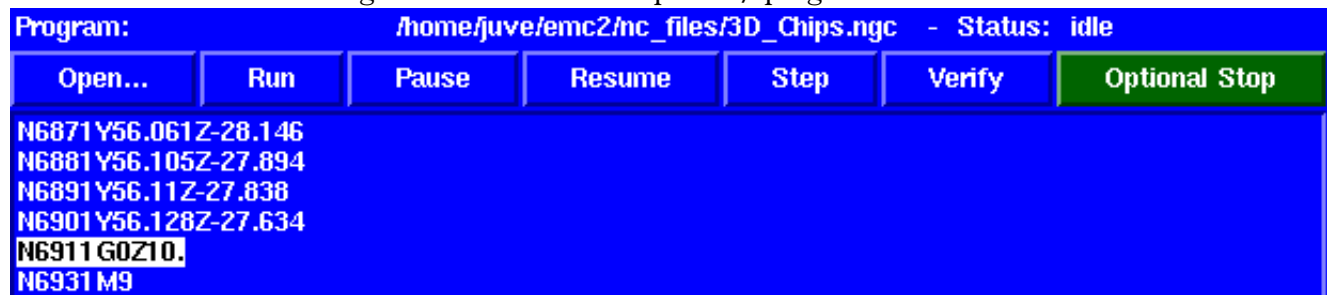 Program: /home/juve/emc2/nc_files/3D_Chips.ngc - Status: idle
Open... Run Pause Resume Step Verify Optional Stop
N6871Y56.061Z-28.146
N6881Y56.105Z-27.894
N6891Y56.11Z-27.838
N6901Y56.128Z-27.634
N6911G0Z10.
N6931M9